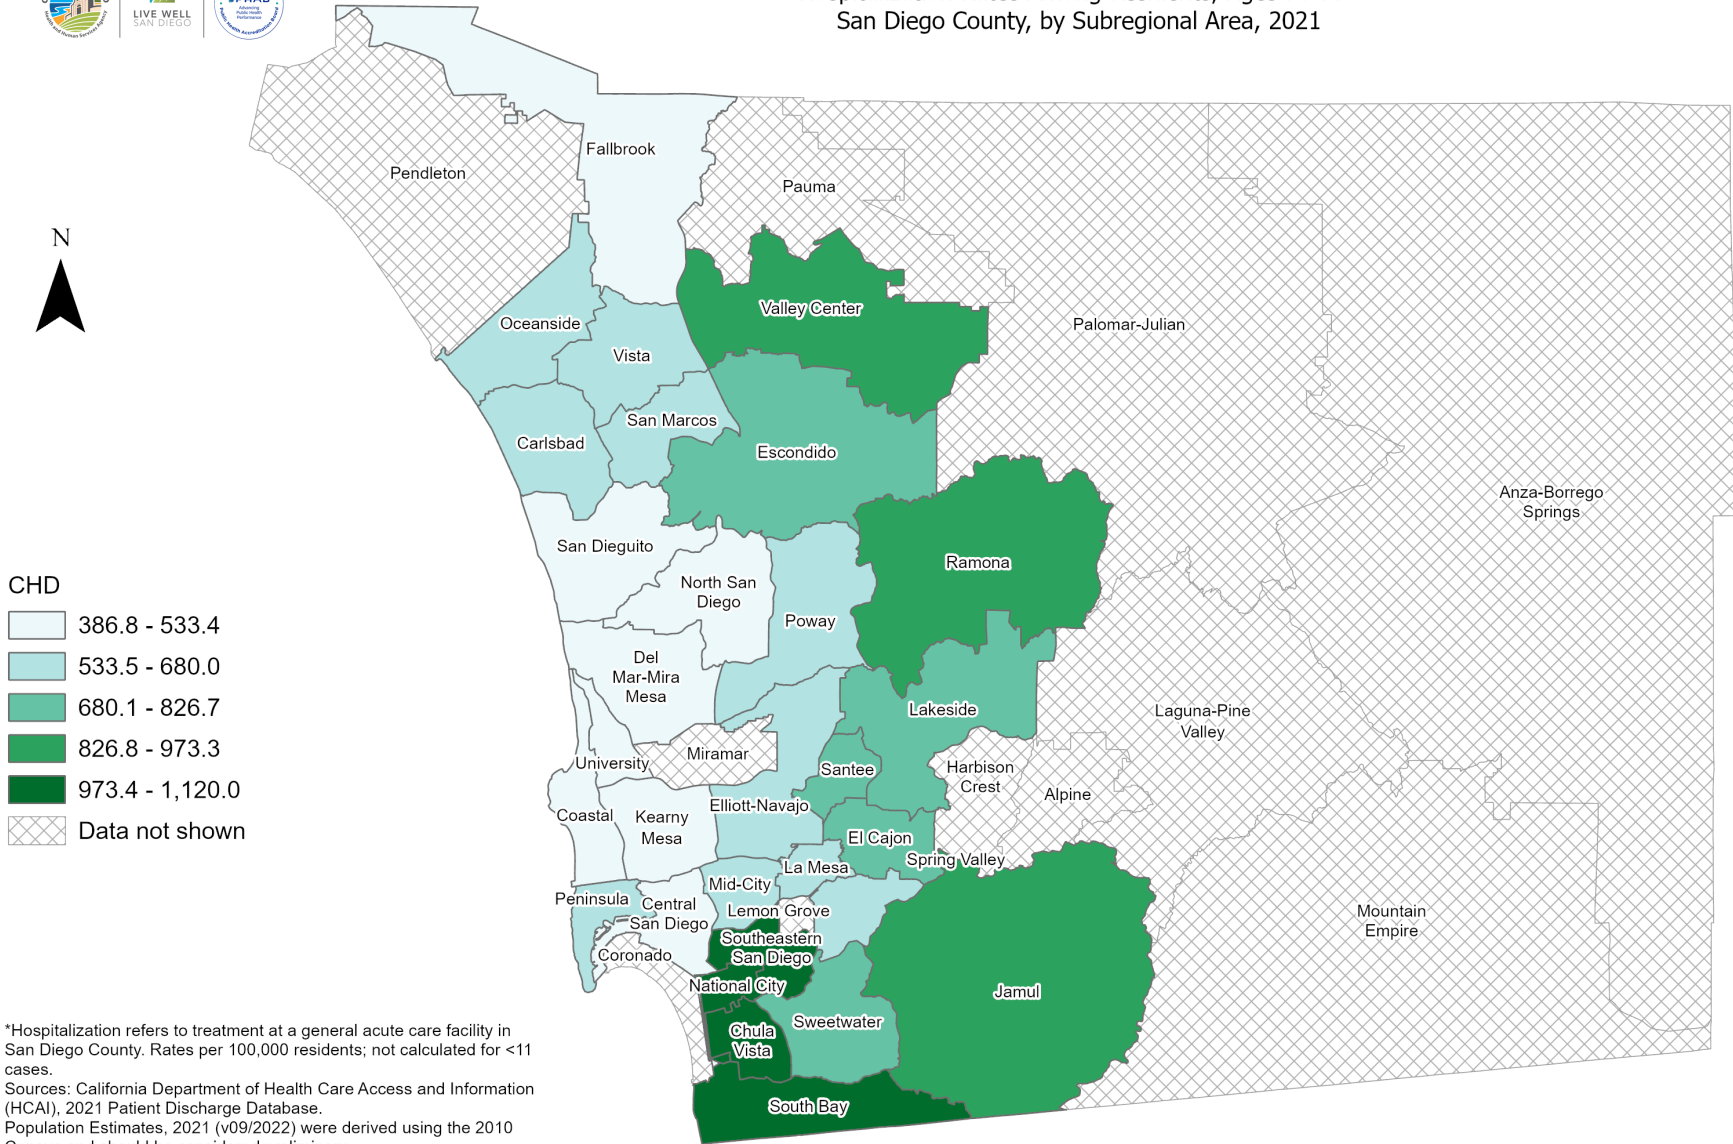 LIVE WELL
SAN DIEGO
San Diego County, by Subregional Area, 2021
N
Fallbrook
Pendleton
Pauma
Valley Center
Oceanside
Palomar-Julian
Vista
San Marcos
Carlsbad
Escondido
Anza-Borrego
Springs
San Dieguito
Ramona
North San
Diego
Poway
Del
Mar-Mira
Mesa
Lakeside
Laguna-Pine
Valley
Miramar
University
Santee
Harbison
Crest
Alpine
Elliott-Navajo
Coastal
Kearny
Mesa
El Cajon
Spring Valley
La Mesa
Mid-City
Peninsula
Central
San Diego
Lemon Grove
Mountain
Empire
Southeastern
San Diego
Coronado
National City
Jamul
Sweetwater
Chula
Vista
South Bay
CHD
386.8 - 533.4
533.5 - 680.0
680.1 - 826.7
826.8 - 973.3
973.4 - 1,120.0
Data not shown
*Hospitalization refers to treatment at a general acute care facility in
San Diego County. Rates per 100,000 residents; not calculated for <11
cases.
Sources: California Department of Health Care Access and Information
(HCAI), 2021 Patient Discharge Database.
Population Estimates, 2021 (v09/2022) were derived using the 2010